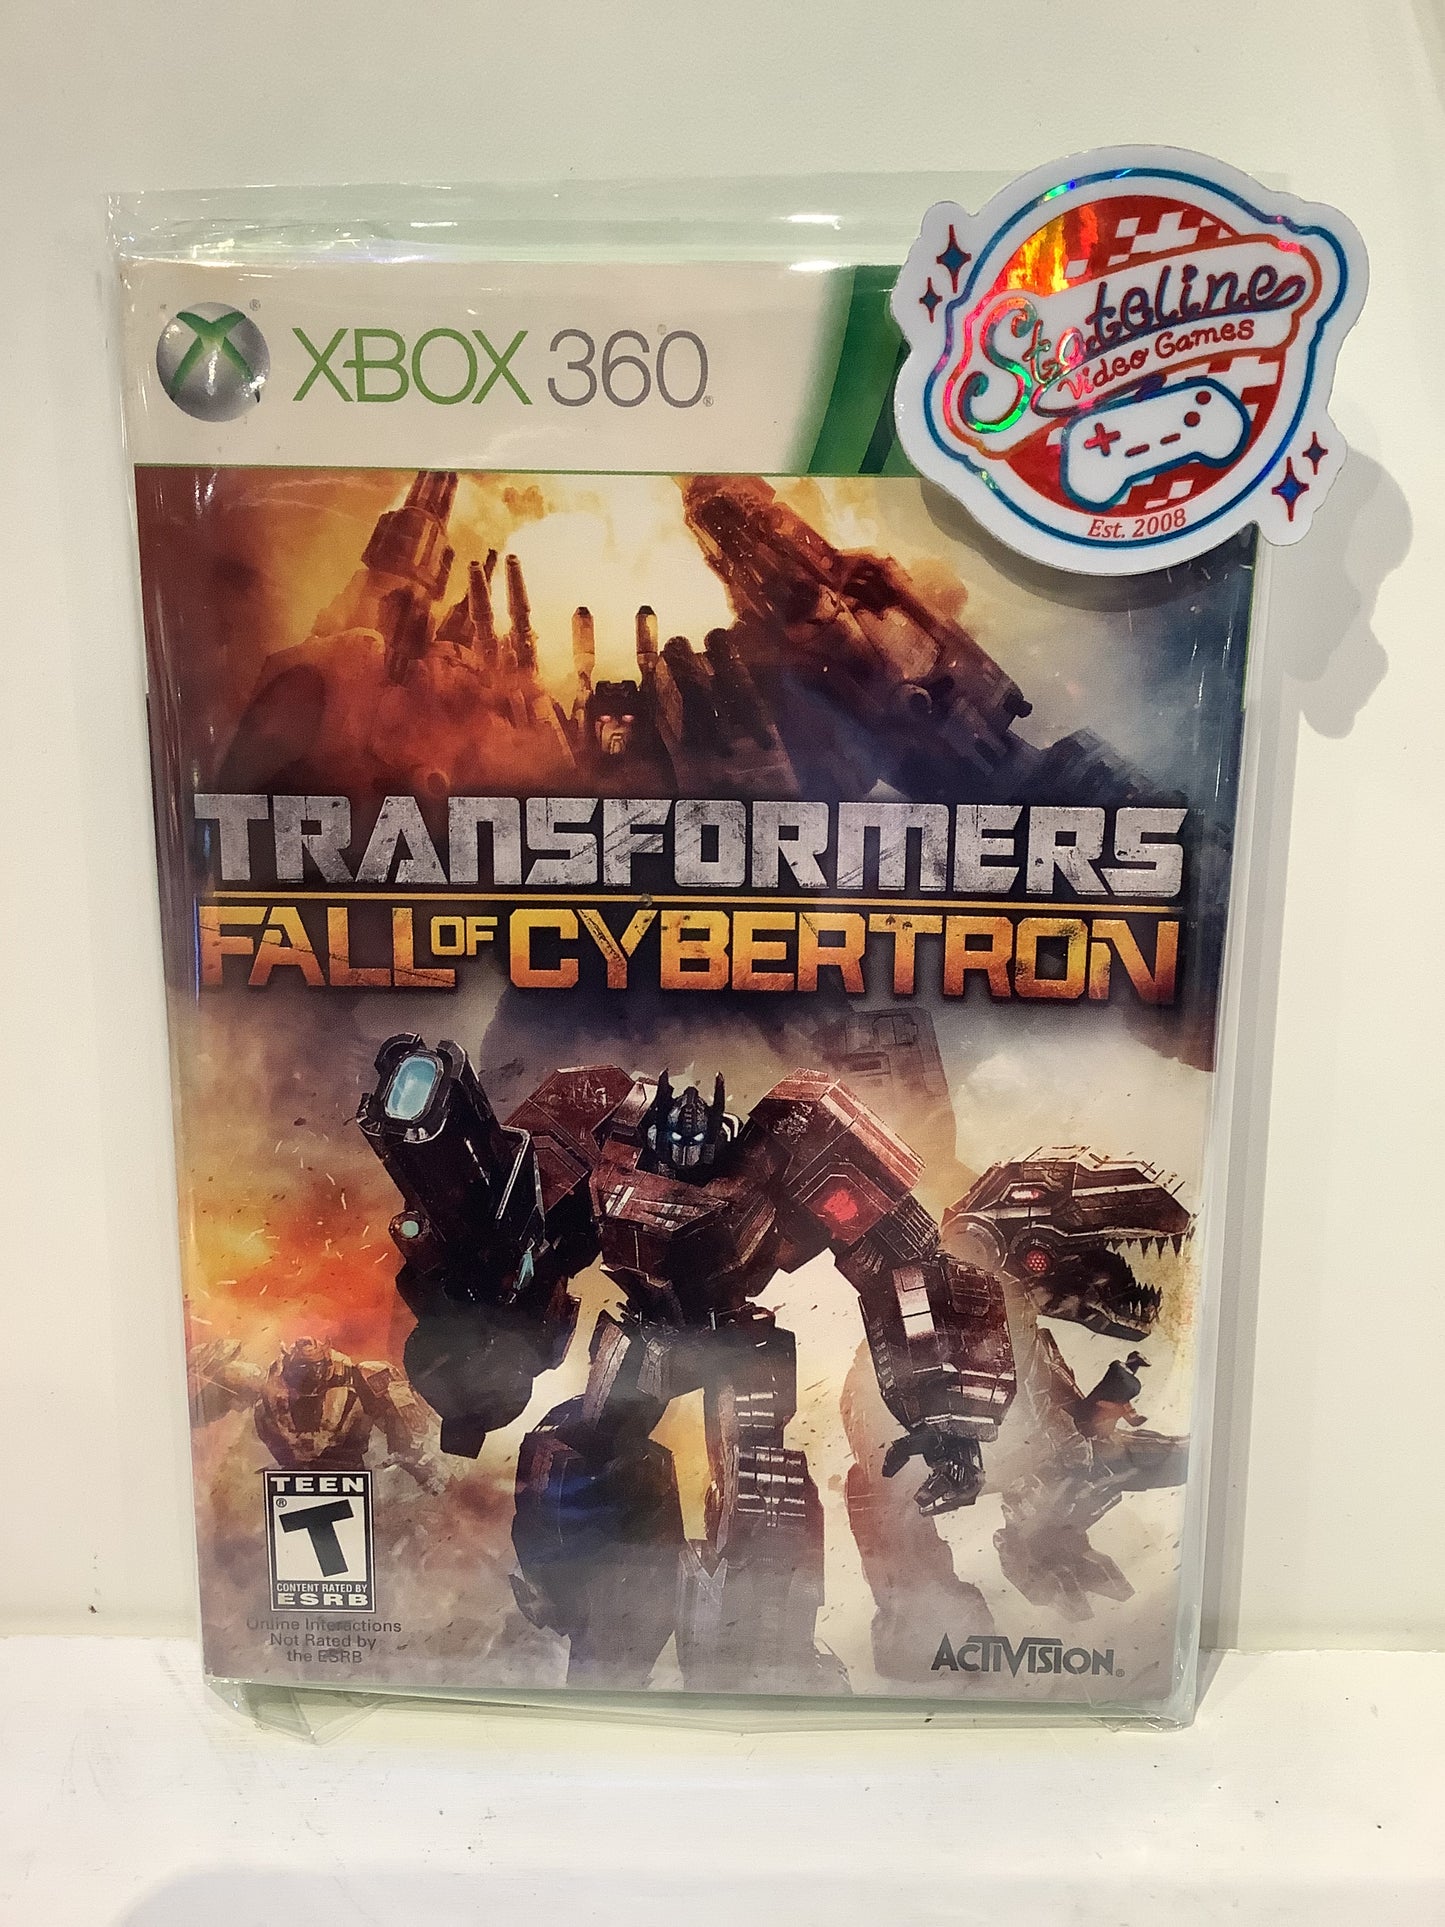 XBOX 360
Stateline
Video Games
Est. 2008
TRANSFORMERS
FALL OF CYBERTRON
TEEN
T
CONTENT RATED BY
ESRB
Online Interactions
Not Rated by
the ESRB
ACTIVISION